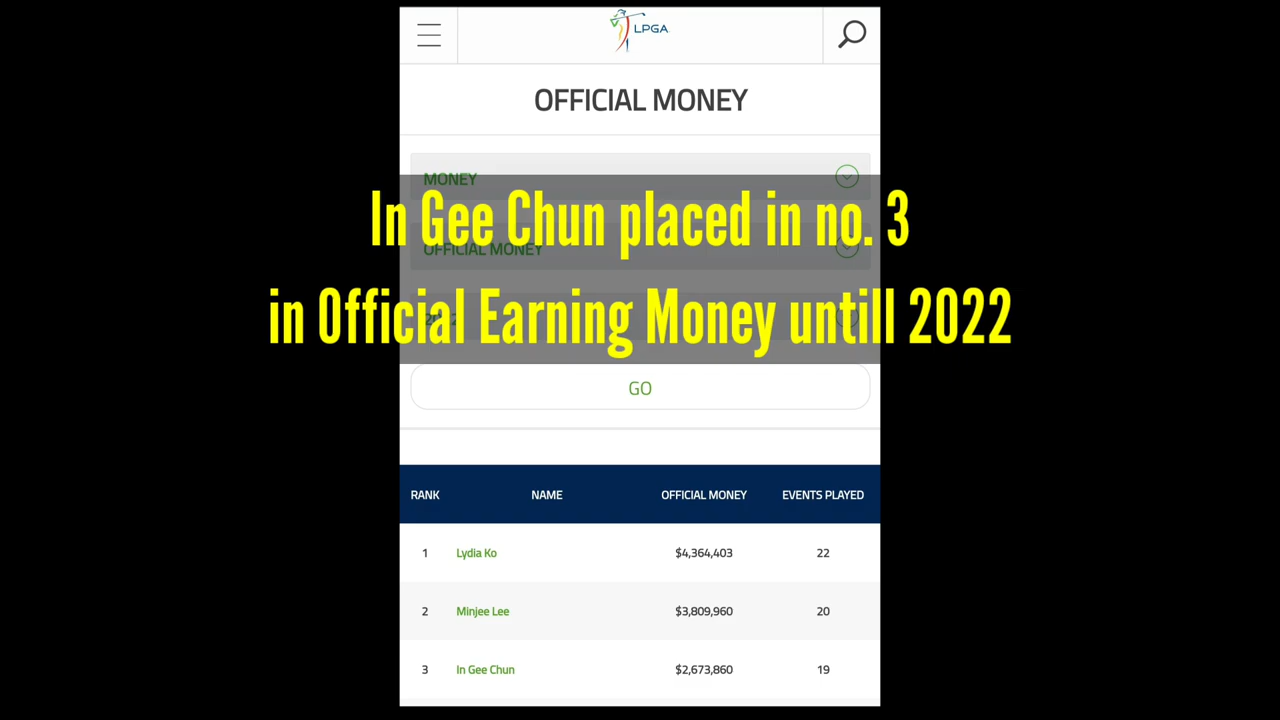 LPGA
OFFICIAL MONEY
MONEY
In Gee Chun placed in no. 3
OFFICIAL MONEY
in Official Earning Money untill 2022
GO
RANK NAME OFFICIAL MONEY EVENTS PLAYED
1 Lydia Ko $4,364,403 22
2 Minjee Lee $3,809,960 20
3 In Gee Chun $2,673,860 19